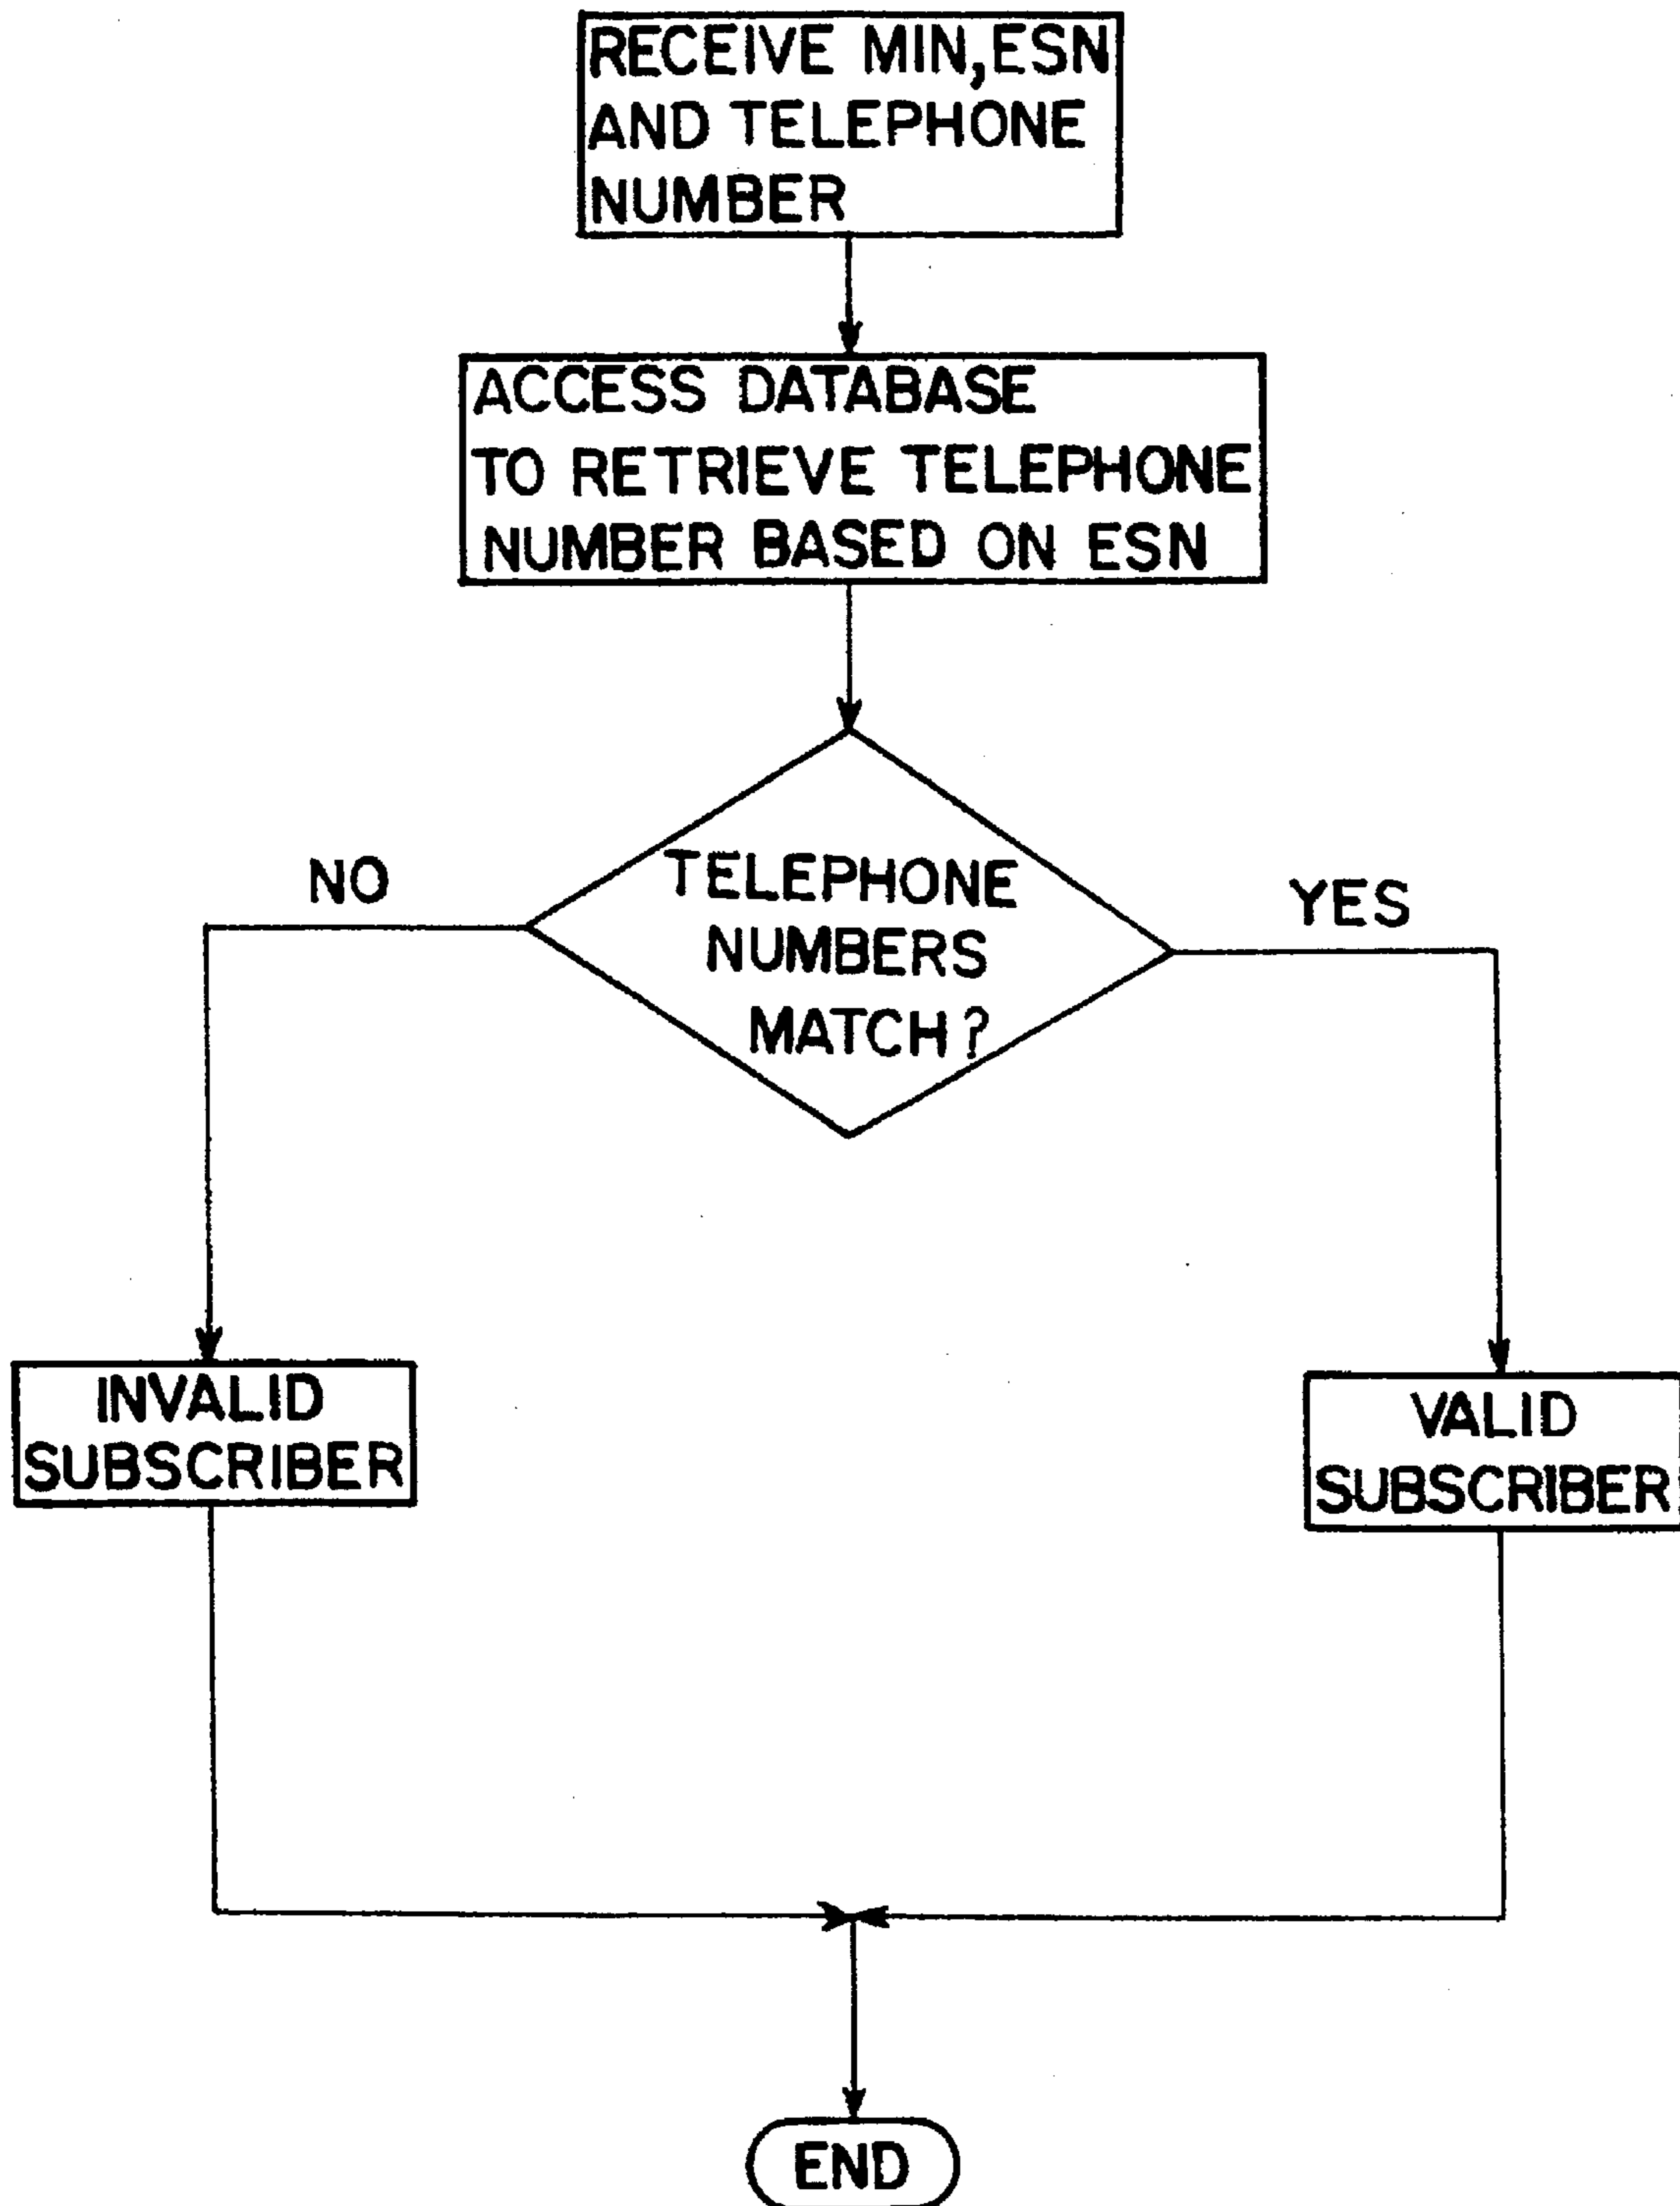 RECEIVE MIN,ESN
AND TELEPHONE
NUMBER
ACCESS DATABASE
TO RETRIEVE TELEPHONE
NUMBER BASED ON ESN
TELEPHONE
NUMBERS
MATCH?
NO
YES
INVALID
SUBSCRIBER
VALID
SUBSCRIBER
END